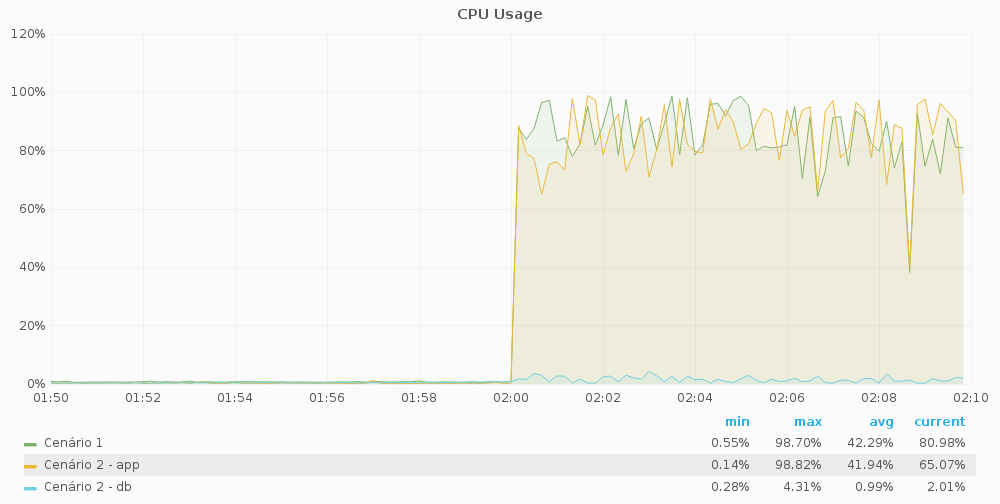 CPU Usage
120%
100%
80%
60%
40%
20%
0%
01:50 01:52 01:54 01:56 01:58 02:00 02:02 02:04 02:06 02:08 02:10
min max avg current
Cenário 1 0.55% 98.70% 42.29% 80.98%
Cenário 2 - app 0.14% 98.82% 41.94% 65.07%
Cenário 2 - db 0.28% 4.31% 0.99% 2.01%